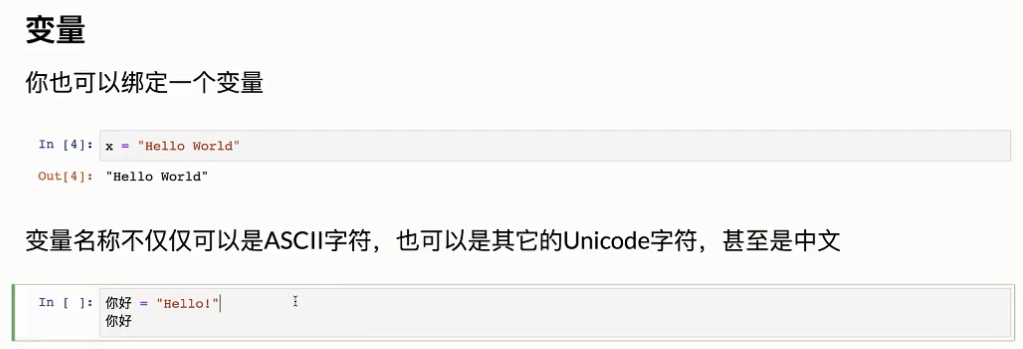 变量
你也可以绑定一个变量
In [4]: x = "Hello World"
Out[4]: "Hello World"
变量名称不仅仅可以是ASCII字符，也可以是其它的Unicode字符，甚至是中文
In [ ]: 你好 = "Hello!"
你好